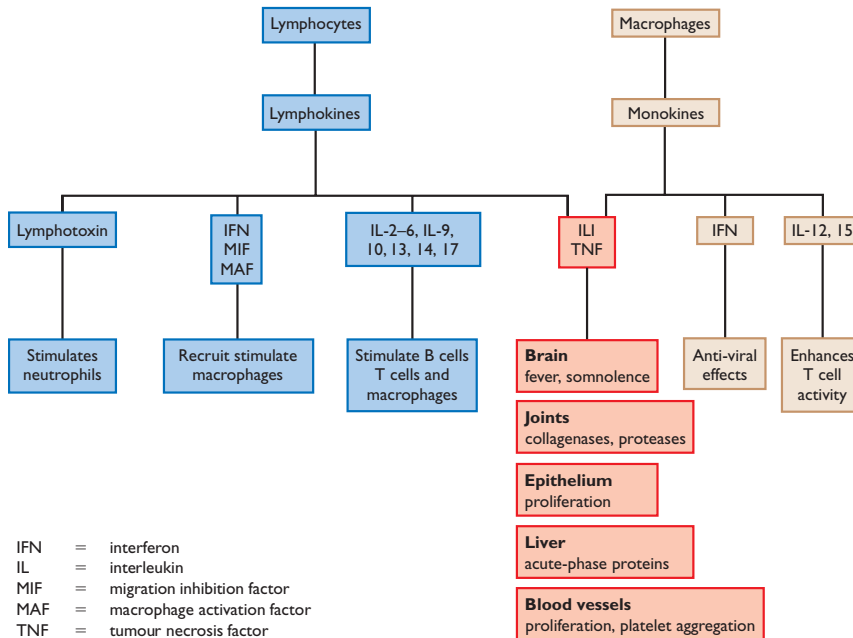 Lymphocytes
Macrophages
Lymphokines
Monokines
Lymphotoxin
IFN
MIF
MAF
IL-2–6, IL-9,
10, 13, 14, 17
ILI
TNF
IFN
IL-12, 15
Stimulates
neutrophils
Recruit stimulate
macrophages
Stimulate B cells
T cells and
macrophages
Brain
fever, somnolence
Anti-viral
effects
Enhances
T cell
activity
Joints
collagenases, proteases
Epithelium
proliferation
Liver
acute-phase proteins
Blood vessels
proliferation, platelet aggregation
IFN = interferon
IL = interleukin
MIF = migration inhibition factor
MAF = macrophage activation factor
TNF = tumour necrosis factor